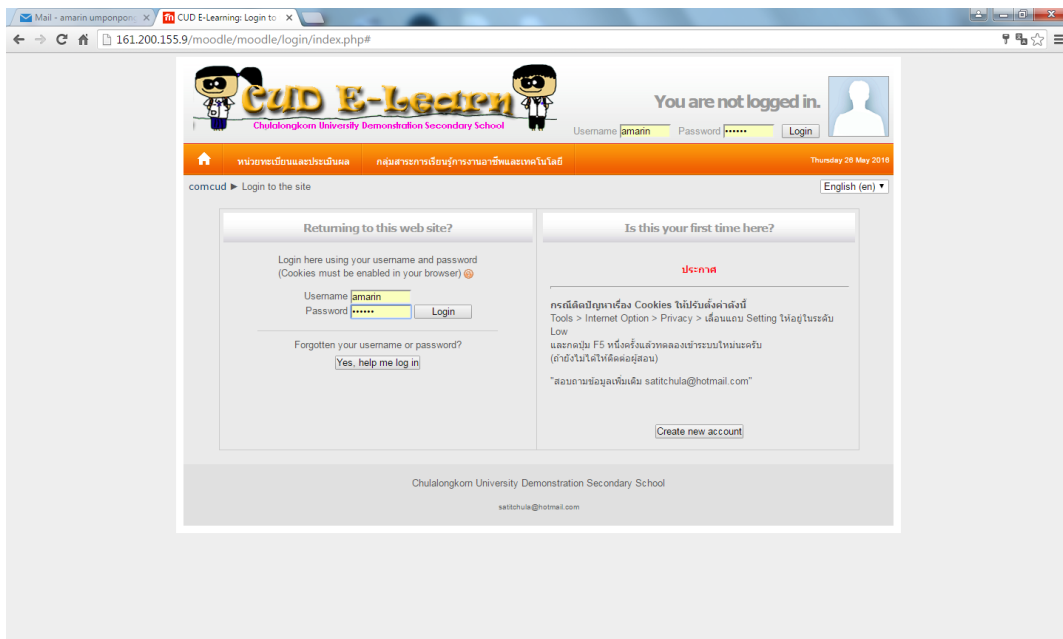 Mail - amarin umponpon
CUD E-Learning: Login to
161.200.155.9/moodle/moodle/login/index.php#
CUD E-Learn
Chulalongkorn University Demonstration Secondary School
You are not logged in.
Username amarin Password •••••• Login
หน่วยทะเบียนและประเมินผล กลุ่มสาระการเรียนรู้การงานอาชีพและเทคโนโลยี Thursday 26 May 2016
comcud ► Login to the site English (en) ▼
Returning to this web site?
Login here using your username and password
(Cookies must be enabled in your browser)
Username amarin
Password •••••• Login
Forgotten your username or password?
Yes, help me log in
Is this your first time here?
ประกาศ
กรณีติดปัญหาเรื่อง Cookies ให้ปรับตั้งค่าดังนี้
Tools > Internet Option > Privacy > เลื่อนแถบ Setting ให้อยู่ในระดับ
Low
และกดปุ่ม F5 หนึ่งครั้งแล้วทดลองเข้าระบบใหม่นะครับ
(ถ้ายังไม่ได้ให้ติดต่อผู้สอน)
"สอบถามข้อมูลเพิ่มเติม satitchula@hotmail.com"
Create new account
Chulalongkorn University Demonstration Secondary School
satitchula@hotmail.com